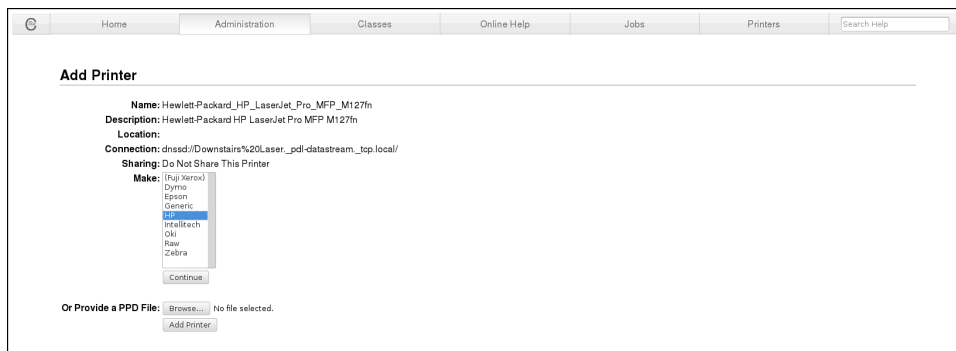 Home Administration Classes Online Help Jobs Printers Search Help
Add Printer
Name: Hewlett-Packard_HP_LaserJet_Pro_MFP_M127fn
Description: Hewlett-Packard HP LaserJet Pro MFP M127fn
Location:
Connection: dnssd://Downstairs%20Laser._pdl-datastream._tcp.local/
Sharing: Do Not Share This Printer
Make: (Fuji Xerox)
Dymo
Epson
Generic
HP
Intellitech
Oki
Raw
Zebra
Continue
Or Provide a PPD File: Browse... No file selected.
Add Printer